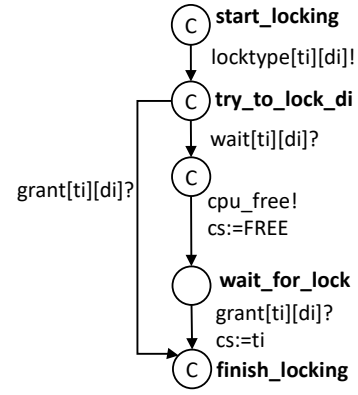 C start_locking
locktype[ti][di]!
C try_to_lock_di
wait[ti][di]?
grant[ti][di]?
C
cpu_free!
cs:=FREE
wait_for_lock
grant[ti][di]?
cs:=ti
C finish_locking